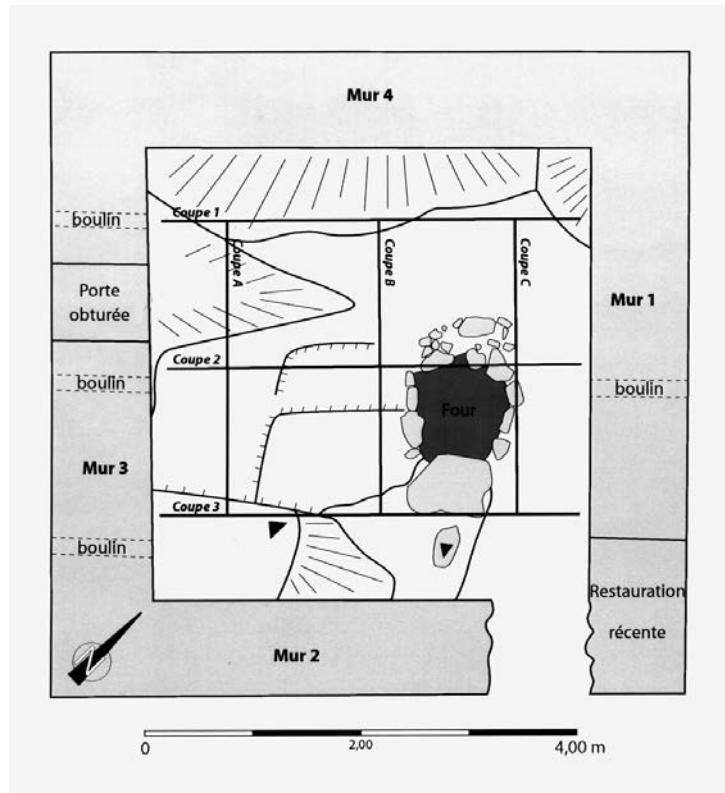 Mur 4
Coupe 1
boulin
Coupe A
Coupe B
Coupe C
Porte
obturée
Mur 1
Coupe 2
boulin
boulin
Four
Mur 3
Coupe 3
boulin
Restauration
récente
Mur 2
N
0
2,00
4,00 m